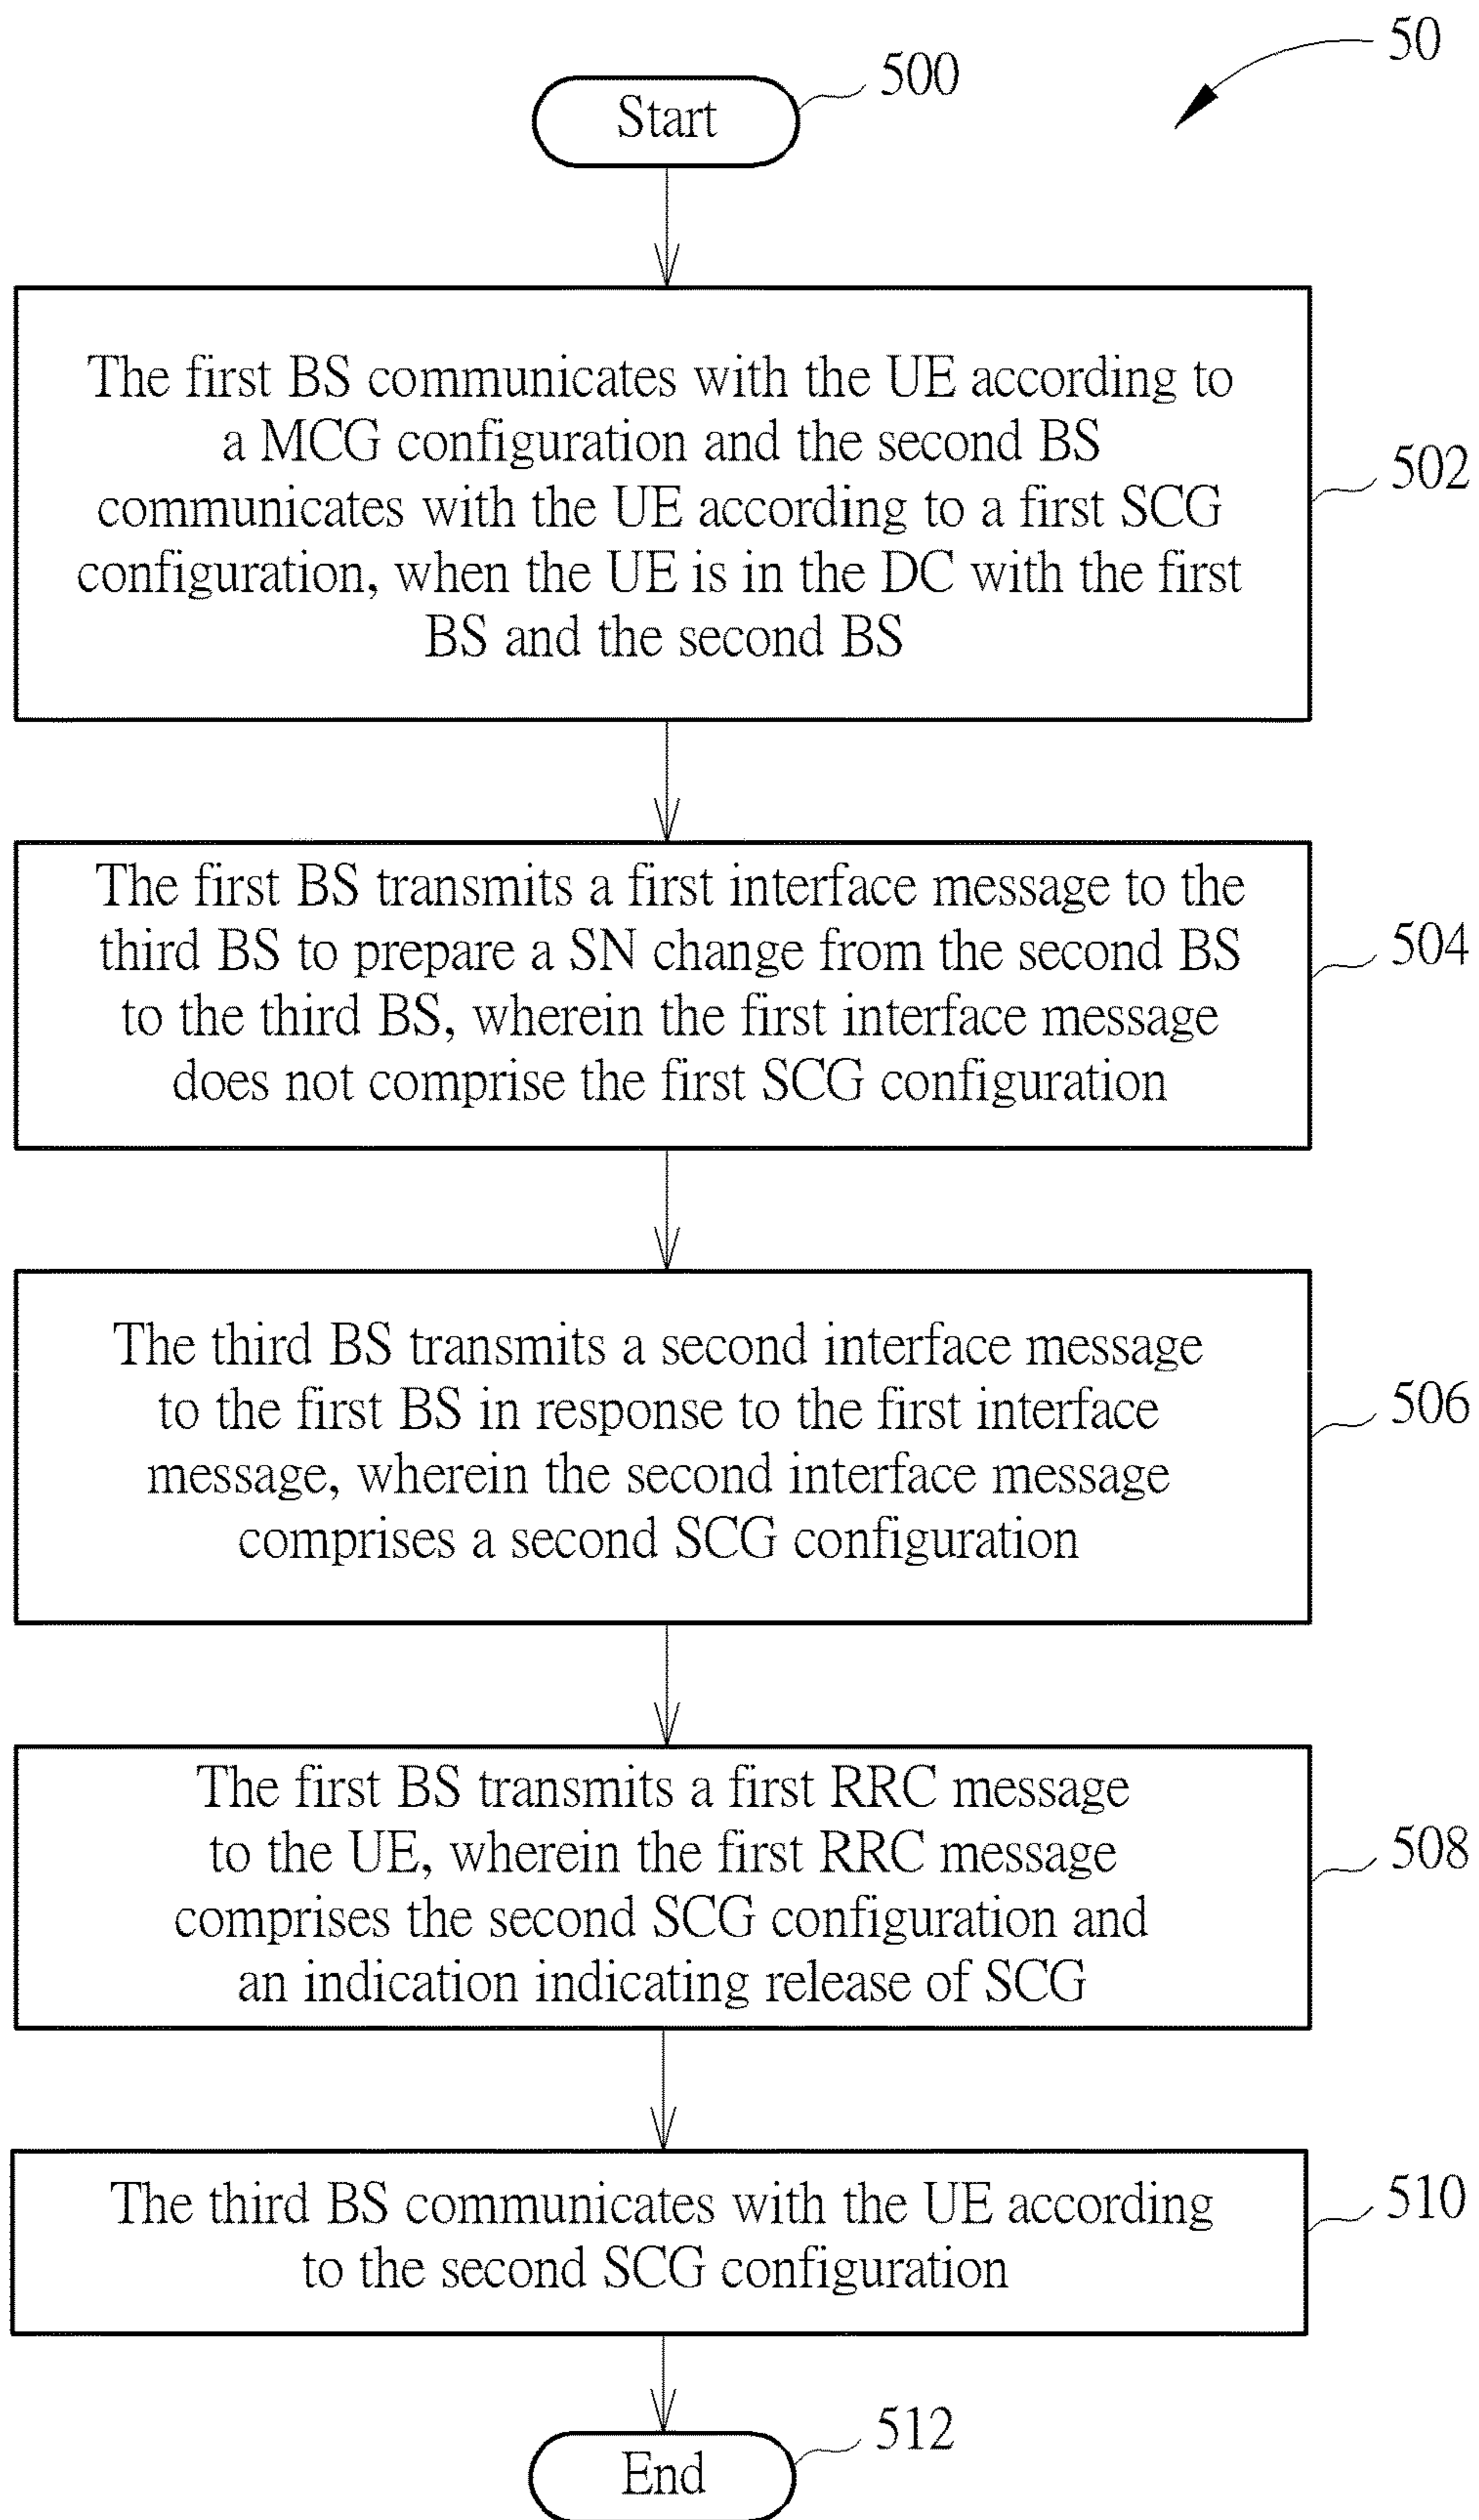 50
500
Start
The first BS communicates with the UE according to
a MCG configuration and the second BS
communicates with the UE according to a first SCG
configuration, when the UE is in the DC with the first
BS and the second BS
502
The first BS transmits a first interface message to the
third BS to prepare a SN change from the second BS
to the third BS, wherein the first interface message
does not comprise the first SCG configuration
504
The third BS transmits a second interface message
to the first BS in response to the first interface
message, wherein the second interface message
comprises a second SCG configuration
506
The first BS transmits a first RRC message
to the UE, wherein the first RRC message
comprises the second SCG configuration and
an indication indicating release of SCG
508
The third BS communicates with the UE according
to the second SCG configuration
510
512
End